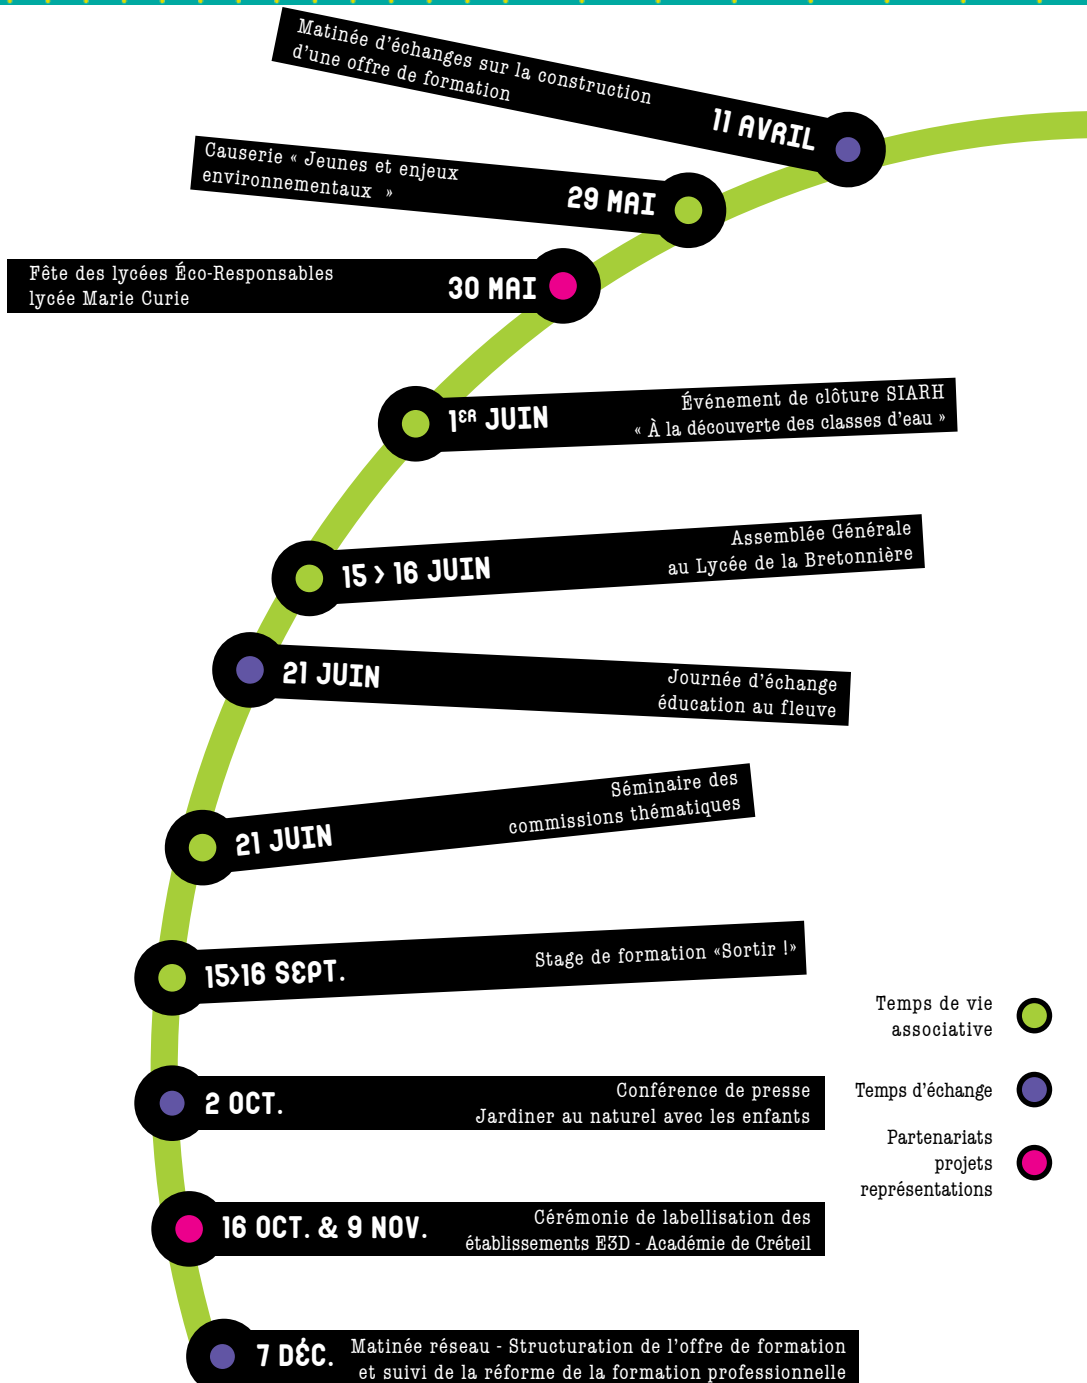 Matinée d'échanges sur la construction
d'une offre de formation
11 AVRIL
Causerie « Jeunes et enjeux
environnementaux »
29 MAI
Fête des lycées Éco-Responsables
lycée Marie Curie
30 MAI
1ER JUIN
Événement de clôture SIARH
« À la découverte des classes d'eau »
15 > 16 JUIN
Assemblée Générale
au Lycée de la Bretonnière
21 JUIN
Journée d'échange
éducation au fleuve
21 JUIN
Séminaire des
commissions thématiques
15>16 SEPT.
Stage de formation «Sortir !»
Temps de vie
associative
Temps d'échange
Partenariats
projets
représentations
2 OCT.
Conférence de presse
Jardiner au naturel avec les enfants
16 OCT. & 9 NOV.
Cérémonie de labellisation des
établissements E3D - Académie de Créteil
7 DÉC.
Matinée réseau - Structuration de l'offre de formation
et suivi de la réforme de la formation professionnelle